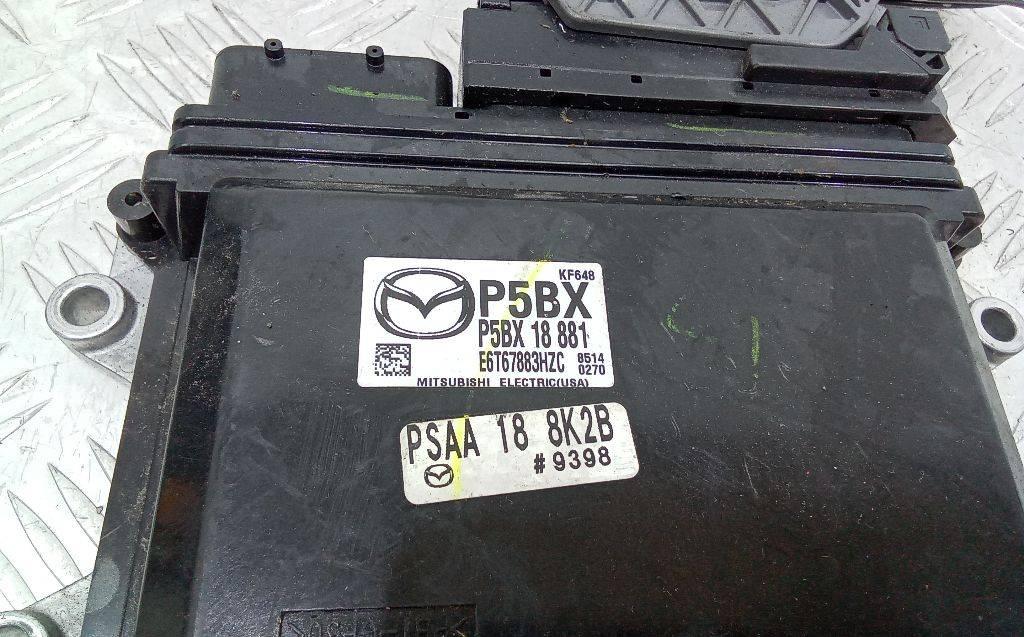 KF648
P5BX
P5BX 18 881
E6T67883HZC 8514
0270
MITSUBISHI ELECTRIC(USA)
PSAA 18 8K2B
#9398